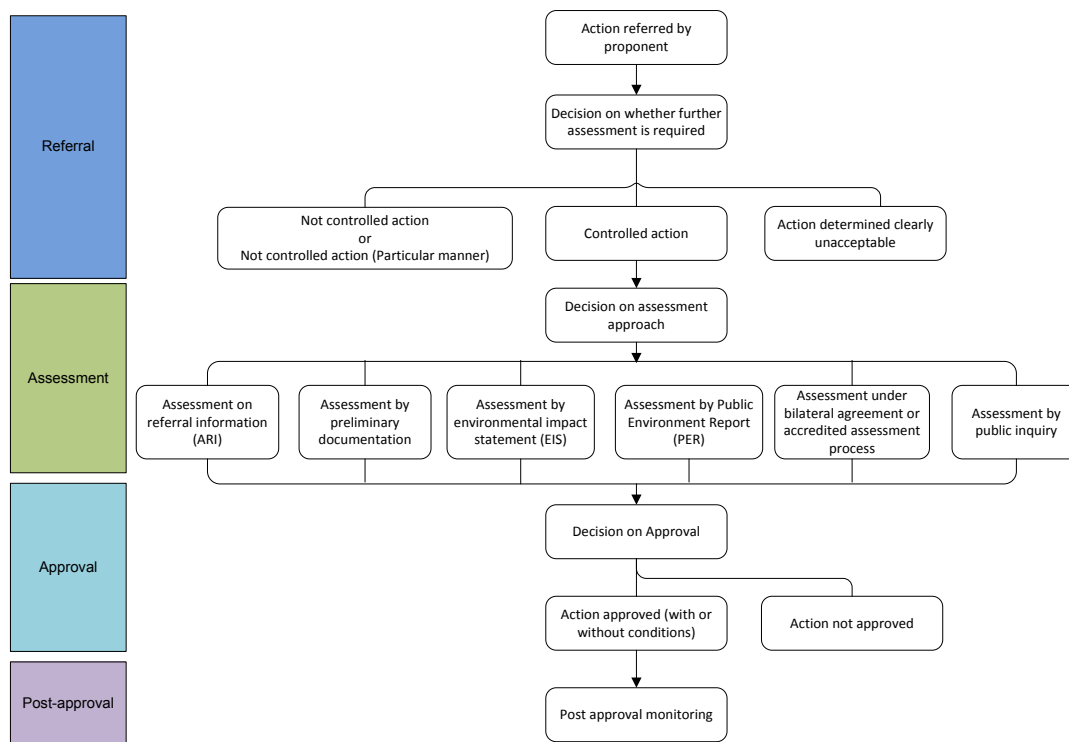 Referral
Action referred by
proponent
Decision on whether further
assessment is required
Not controlled action
or
Not controlled action (Particular manner)
Controlled action
Action determined clearly
unacceptable
Assessment
Decision on assessment
approach
Assessment on
referral information
(ARI)
Assessment by
preliminary
documentation
Assessment by
environmental impact
statement (EIS)
Assessment by Public
Environment Report
(PER)
Assessment under
bilateral agreement or
accredited assessment
process
Assessment by
public inquiry
Approval
Decision on Approval
Action approved (with or
without conditions)
Action not approved
Post-approval
Post approval monitoring